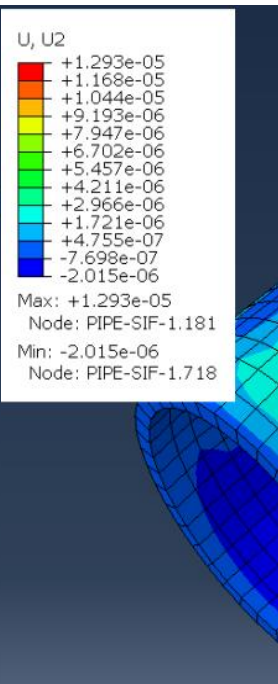 U, U2
+1.293e-05
+1.168e-05
+1.044e-05
+9.193e-06
+7.947e-06
+6.702e-06
+5.457e-06
+4.211e-06
+2.966e-06
+1.721e-06
+4.755e-07
-7.698e-07
-2.015e-06
Max: +1.293e-05
Node: PIPE-SIF-1.181
Min: -2.015e-06
Node: PIPE-SIF-1.718